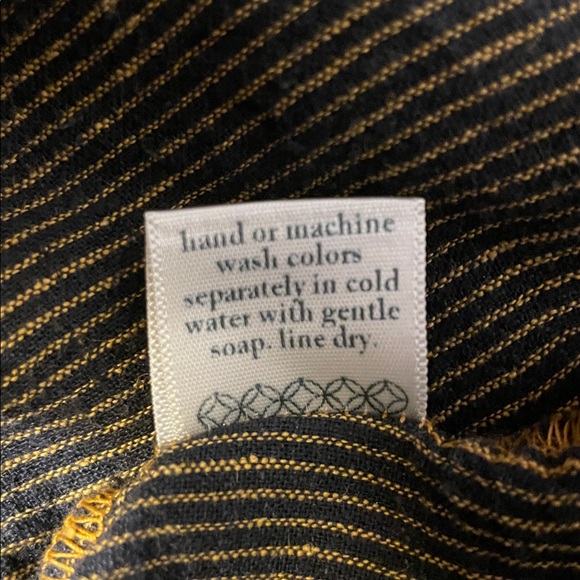 hand or machine
wash colors
separately in cold
water with gentle
soap. line dry.